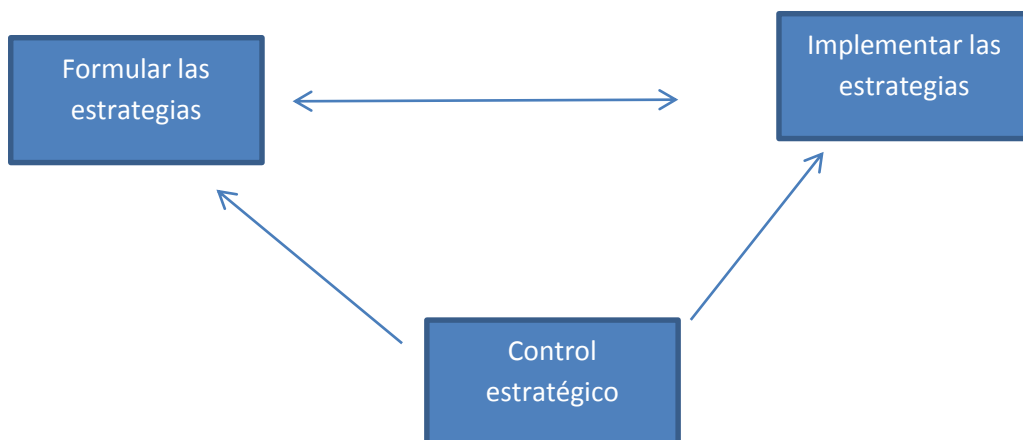 Formular las
estrategias
Implementar las
estrategias
Control
estratégico